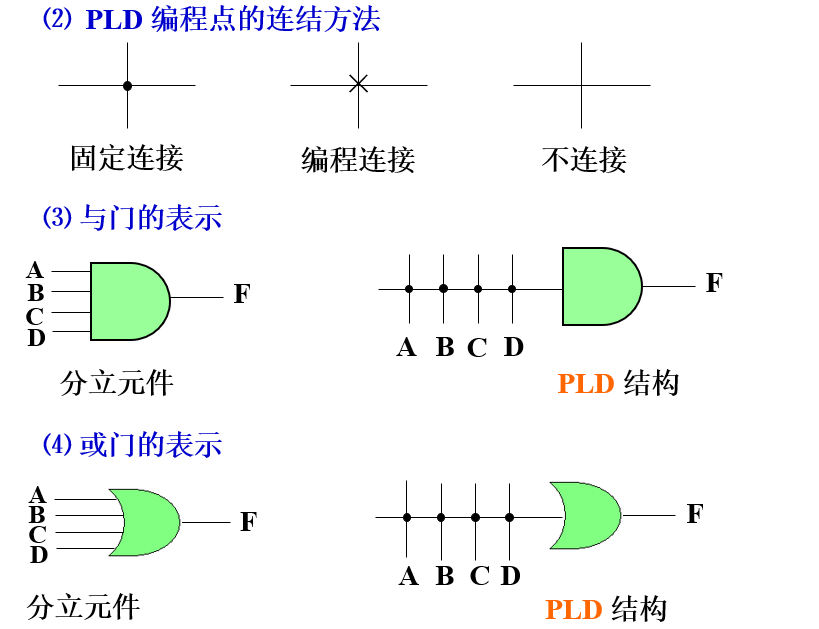 (2) PLD 编程点的连结方法
固定连接 编程连接 不连接
(3) 与门的表示
A
B
C
D
F
A B C D
F
分立元件
PLD 结构
(4) 或门的表示
A
B
C
D
F
A B C D
F
分立元件
PLD 结构